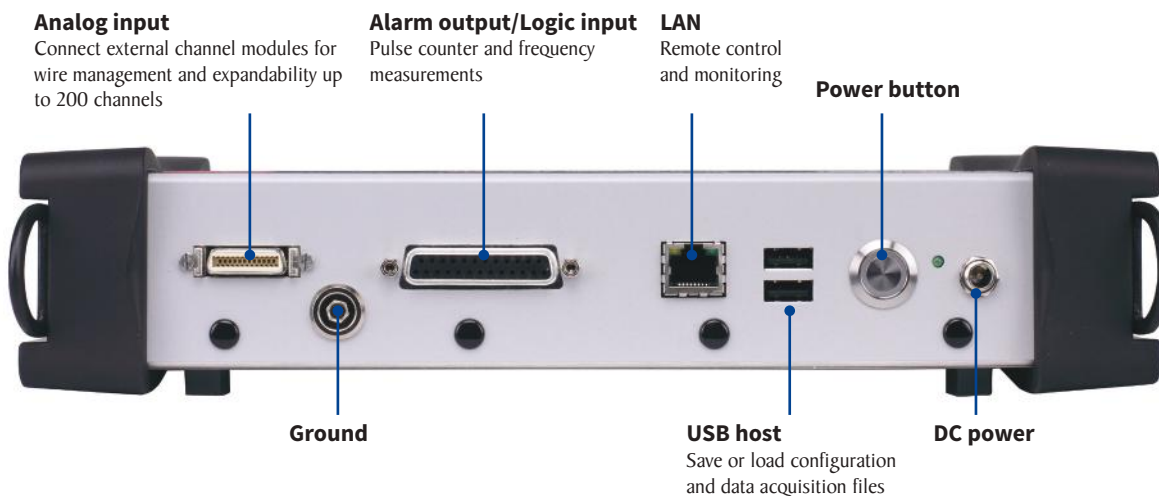 Analog input
Connect external channel modules for
wire management and expandability up
to 200 channels
Alarm output/Logic input
Pulse counter and frequency
measurements
LAN
Remote control
and monitoring
Power button
Ground
USB host
Save or load configuration
and data acquisition files
DC power